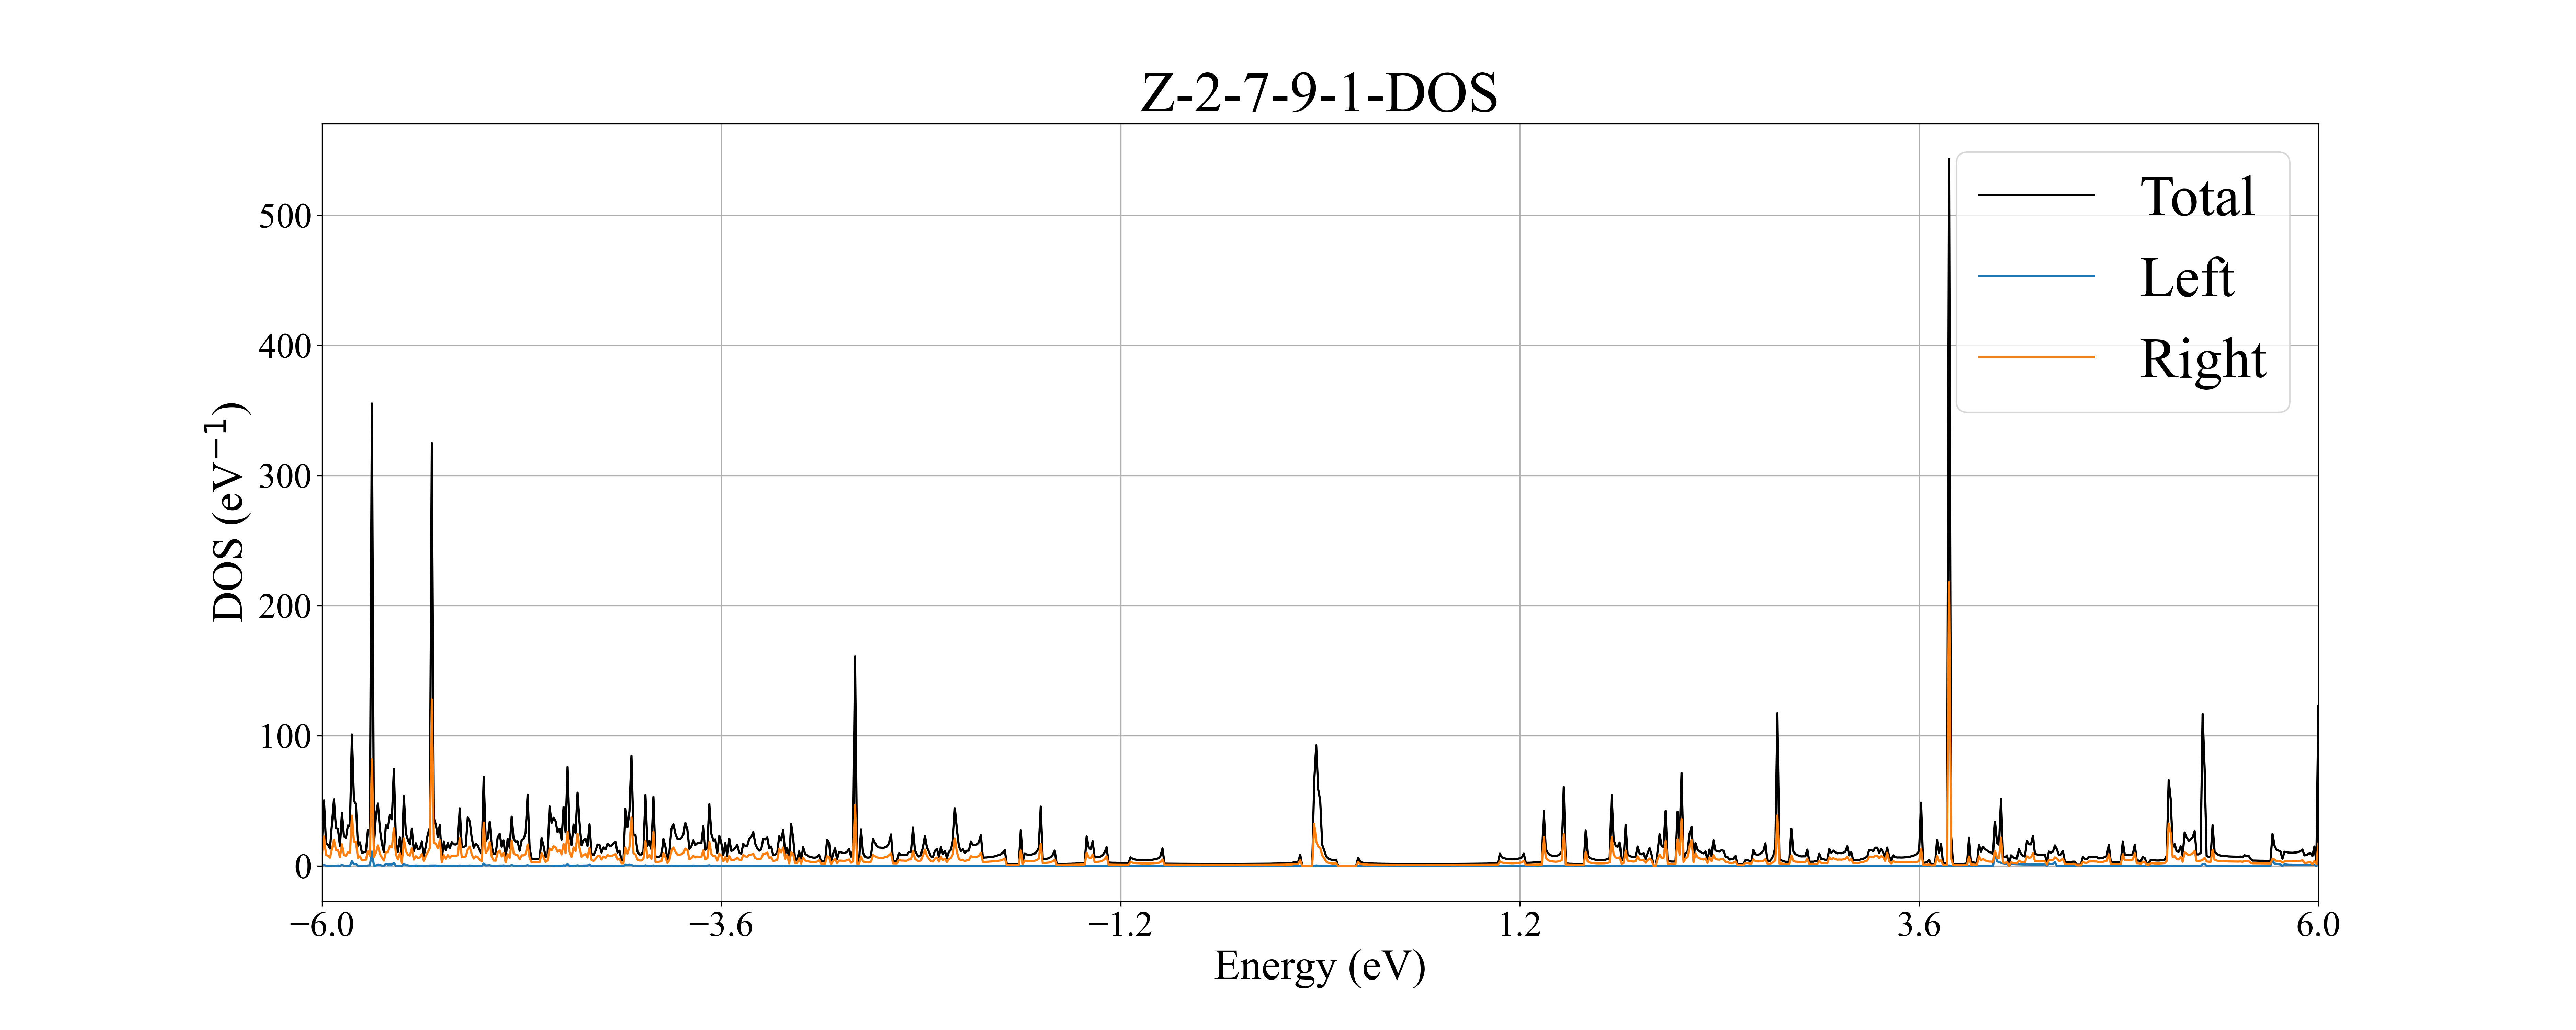 Z-2-7-9-1-DOS
Total
Left
Right
DOS (eV⁻¹)
500
400
300
200
100
0
−6.0 −3.6 −1.2 1.2 3.6 6.0
Energy (eV)